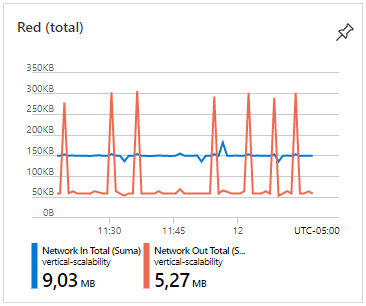 Red (total)
350KB
300KB
250KB
200KB
150KB
100KB
50KB
0B
11:30 11:45 12 UTC-05:00
Network In Total (Suma)
vertical-scalability
9,03 MB
Network Out Total (S...
vertical-scalability
5,27 MB